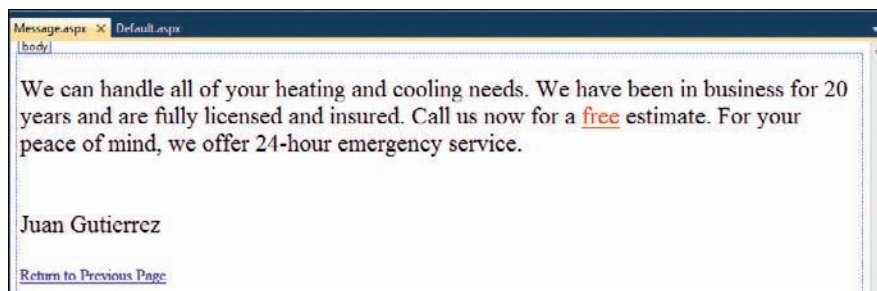 Message.aspx × Default.aspx
body
We can handle all of your heating and cooling needs. We have been in business for 20
years and are fully licensed and insured. Call us now for a free estimate. For your
peace of mind, we offer 24-hour emergency service.
Juan Gutierrez
Return to Previous Page